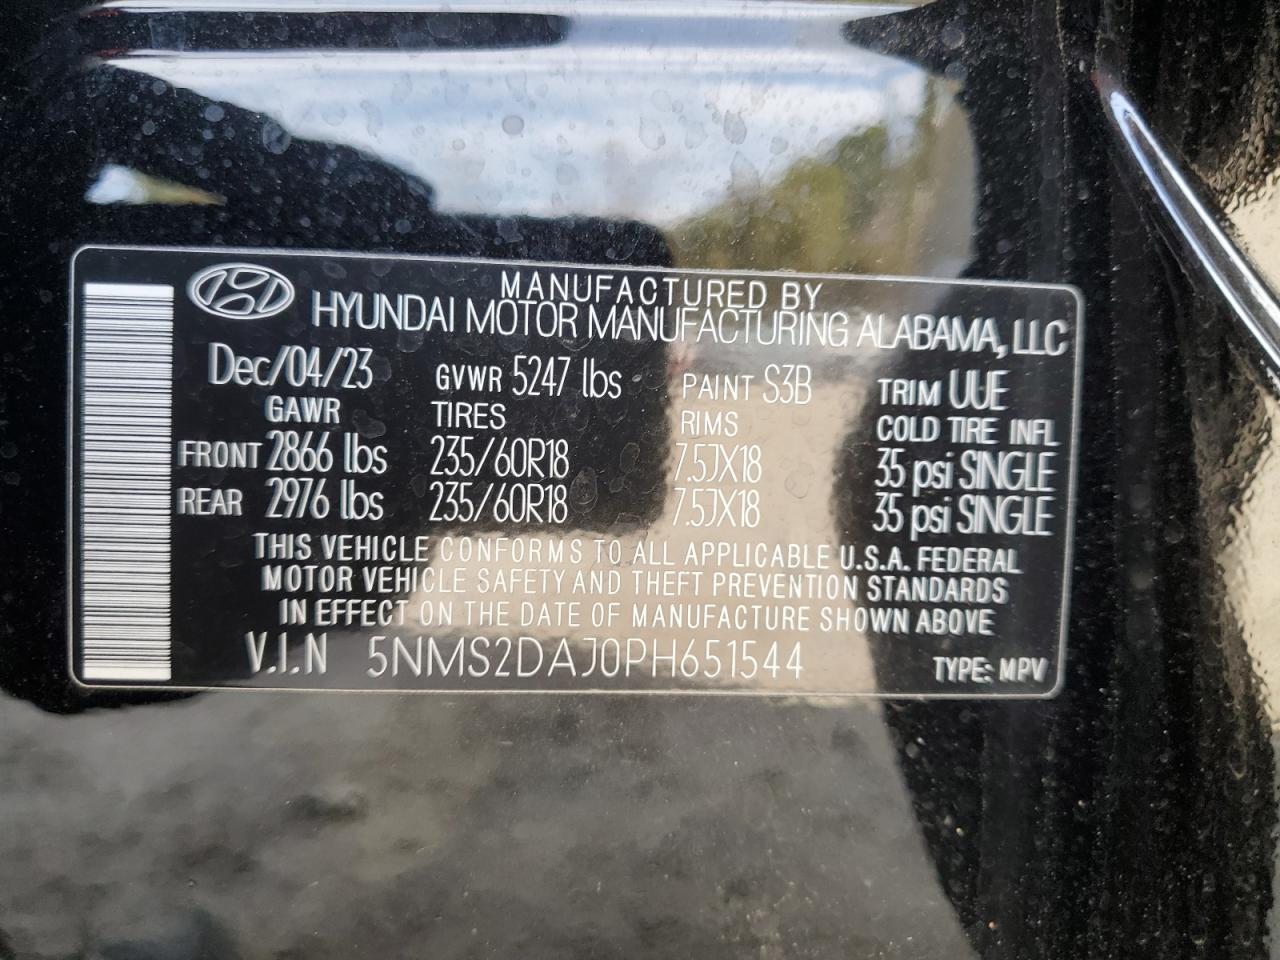 MANUFACTURED BY
HYUNDAI MOTOR MANUFACTURING ALABAMA, LLC
Dec/04/23 GVWR 5247 lbs PAINT S3B TRIM UUE
GAWR TIRES RIMS COLD TIRE INFL
FRONT 2866 lbs 235/60R18 7.5JX18 35 psi SINGLE
REAR 2976 lbs 235/60R18 7.5JX18 35 psi SINGLE
THIS VEHICLE CONFORMS TO ALL APPLICABLE U.S.A. FEDERAL
MOTOR VEHICLE SAFETY AND THEFT PREVENTION STANDARDS
IN EFFECT ON THE DATE OF MANUFACTURE SHOWN ABOVE
V.I.N 5NMS2DAJ0PH651544 TYPE: MPV